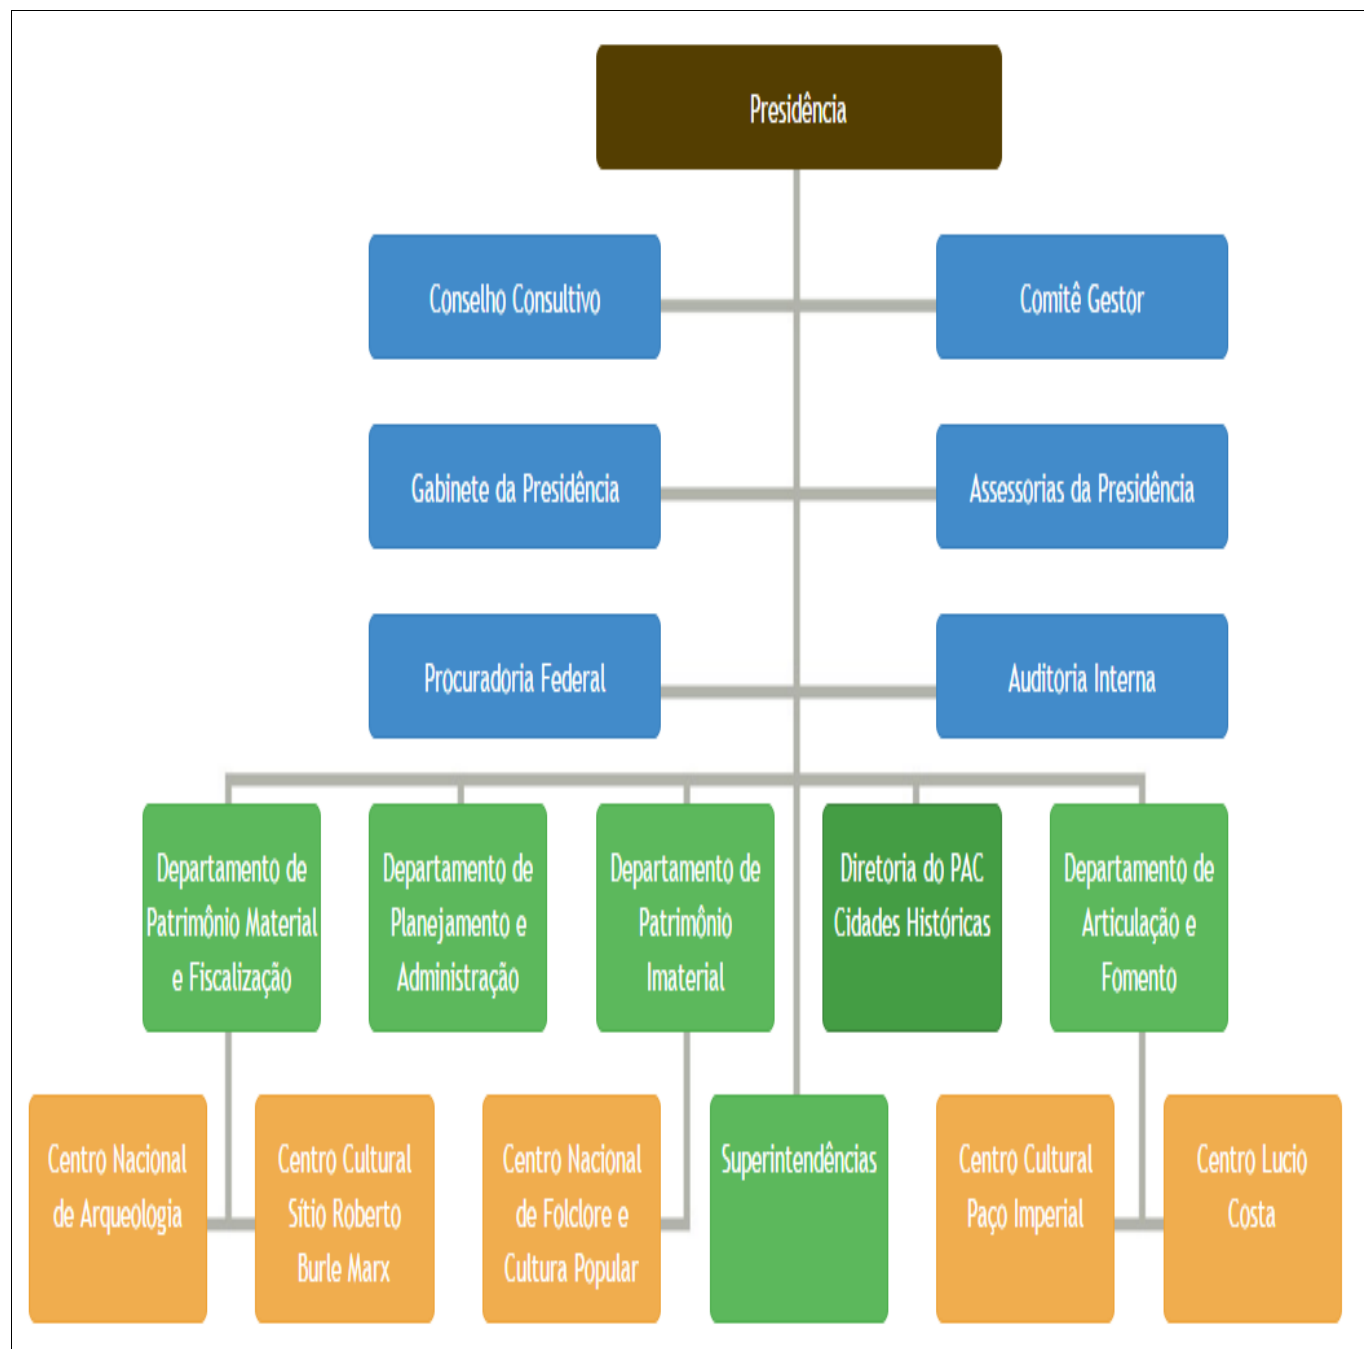 Presidência
Conselho Consultivo
Comitê Gestor
Gabinete da Presidência
Assessorias da Presidência
Procuradoria Federal
Auditoria Interna
Departamento de
Patrimônio Material
e Fiscalização
Departamento de
Planejamento e
Administração
Departamento de
Patrimônio
Imaterial
Diretoria do PAC
Cidades Históricas
Departamento de
Articulação e
Fomento
Centro Nacional
de Arqueologia
Centro Cultural
Sítio Roberto
Burle Marx
Centro Nacional
de Folclore e
Cultura Popular
Superintendências
Centro Cultural
Paço Imperial
Centro Lucio
Costa